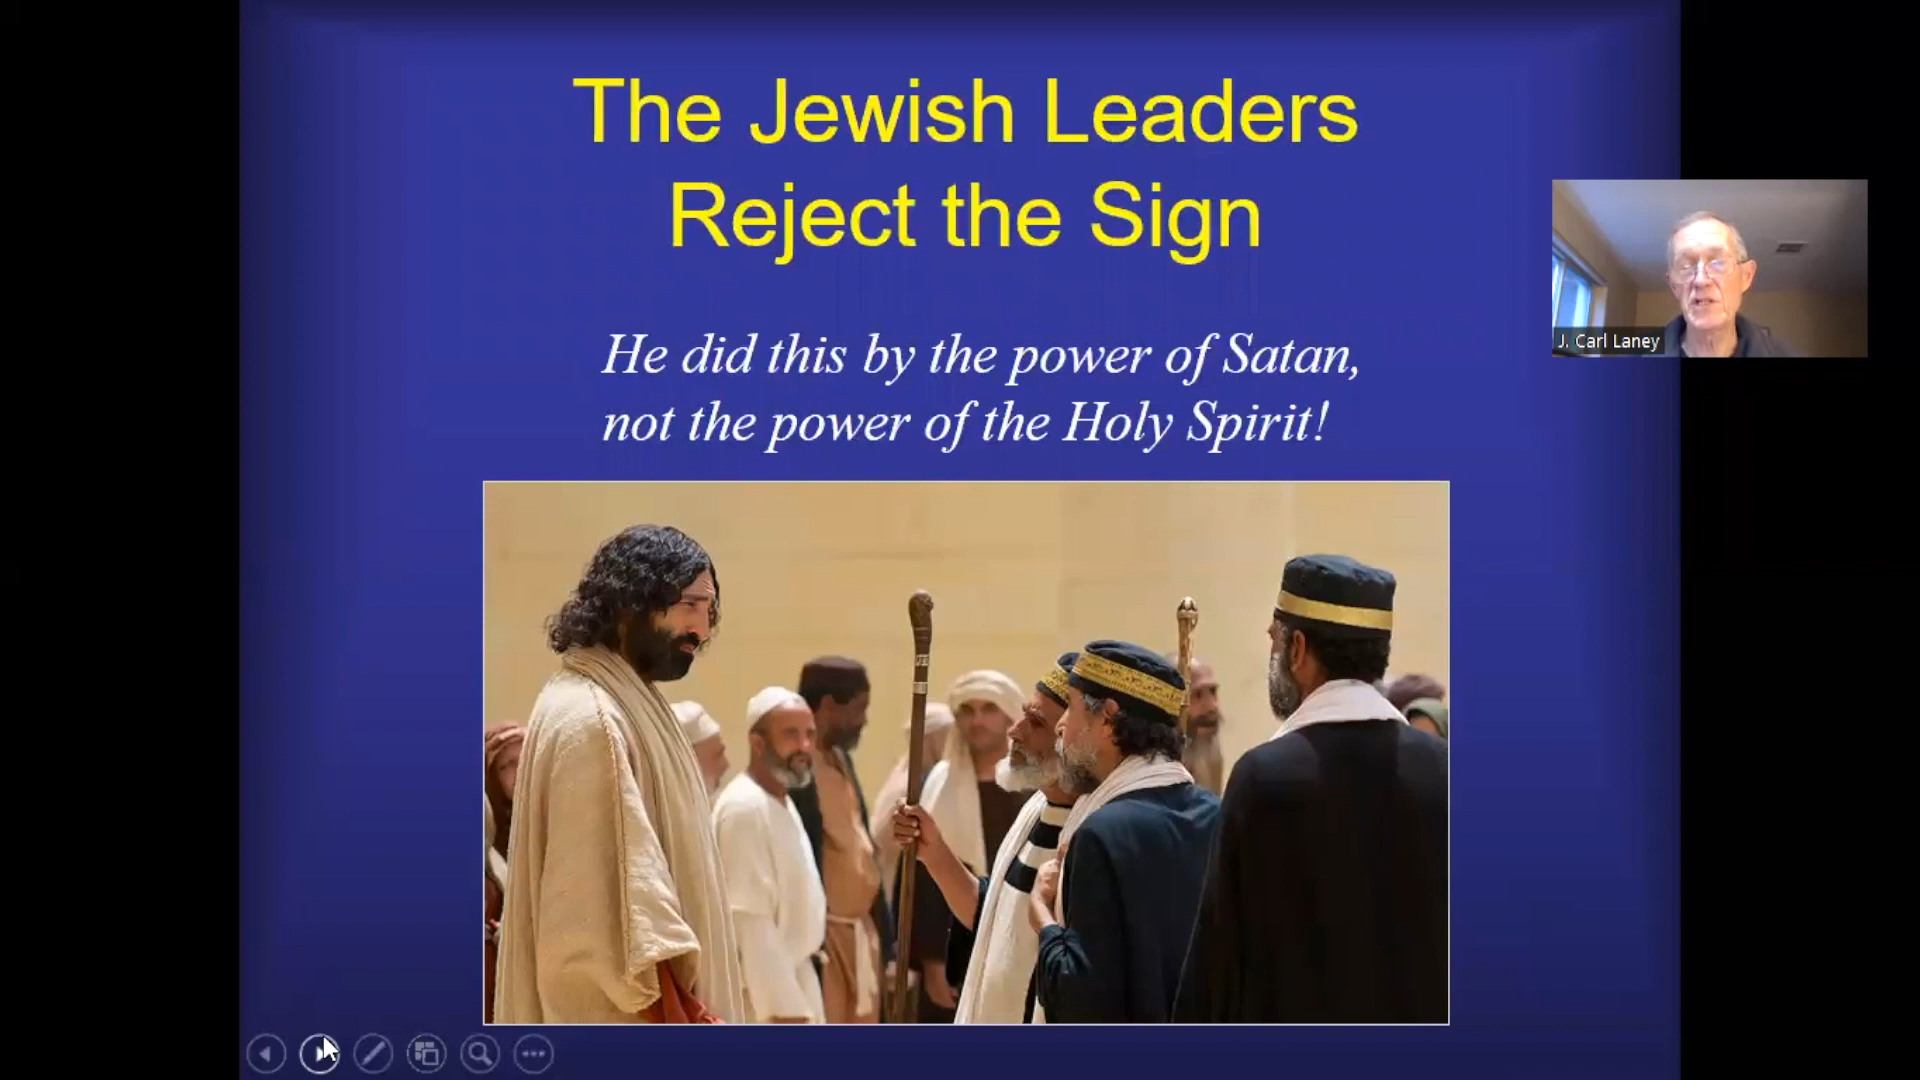 The Jewish Leaders
Reject the Sign
He did this by the power of Satan,
not the power of the Holy Spirit!
J. Carl Laney